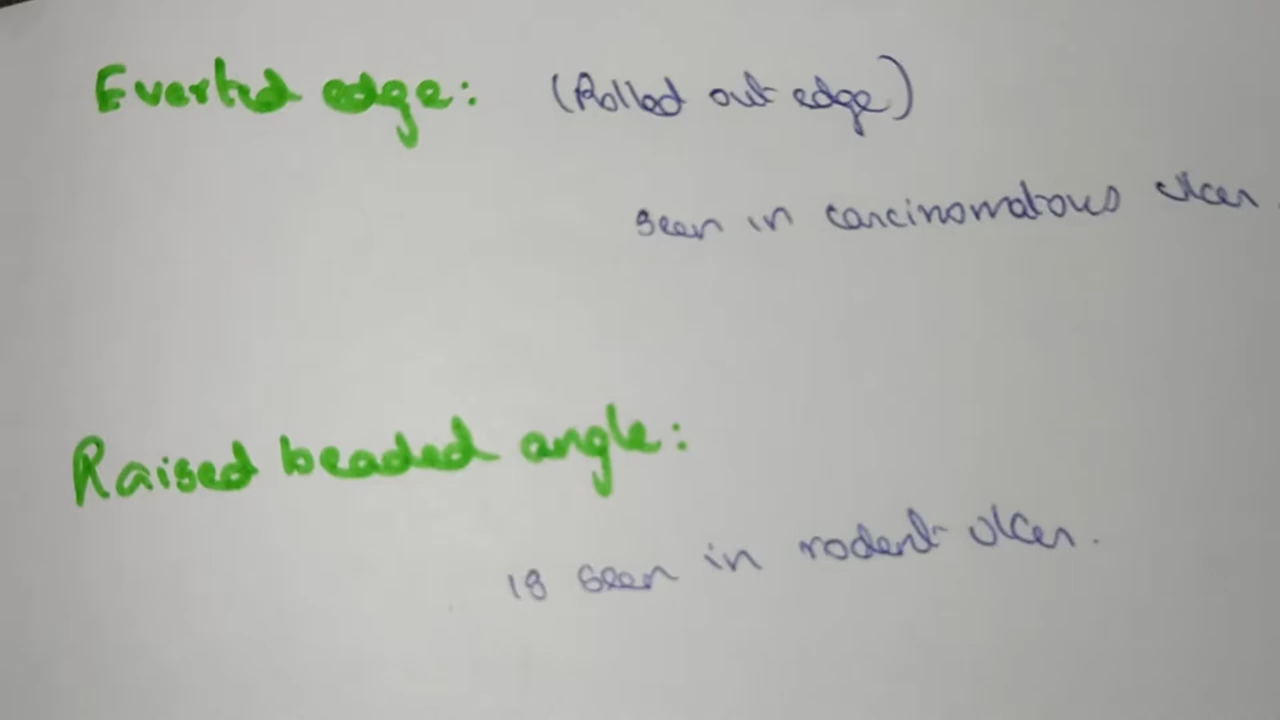 Everted edge: (Rolled out edge)
seen in carcinomatous ulcer.
Raised beaded angle:
is seen in rodent ulcer.